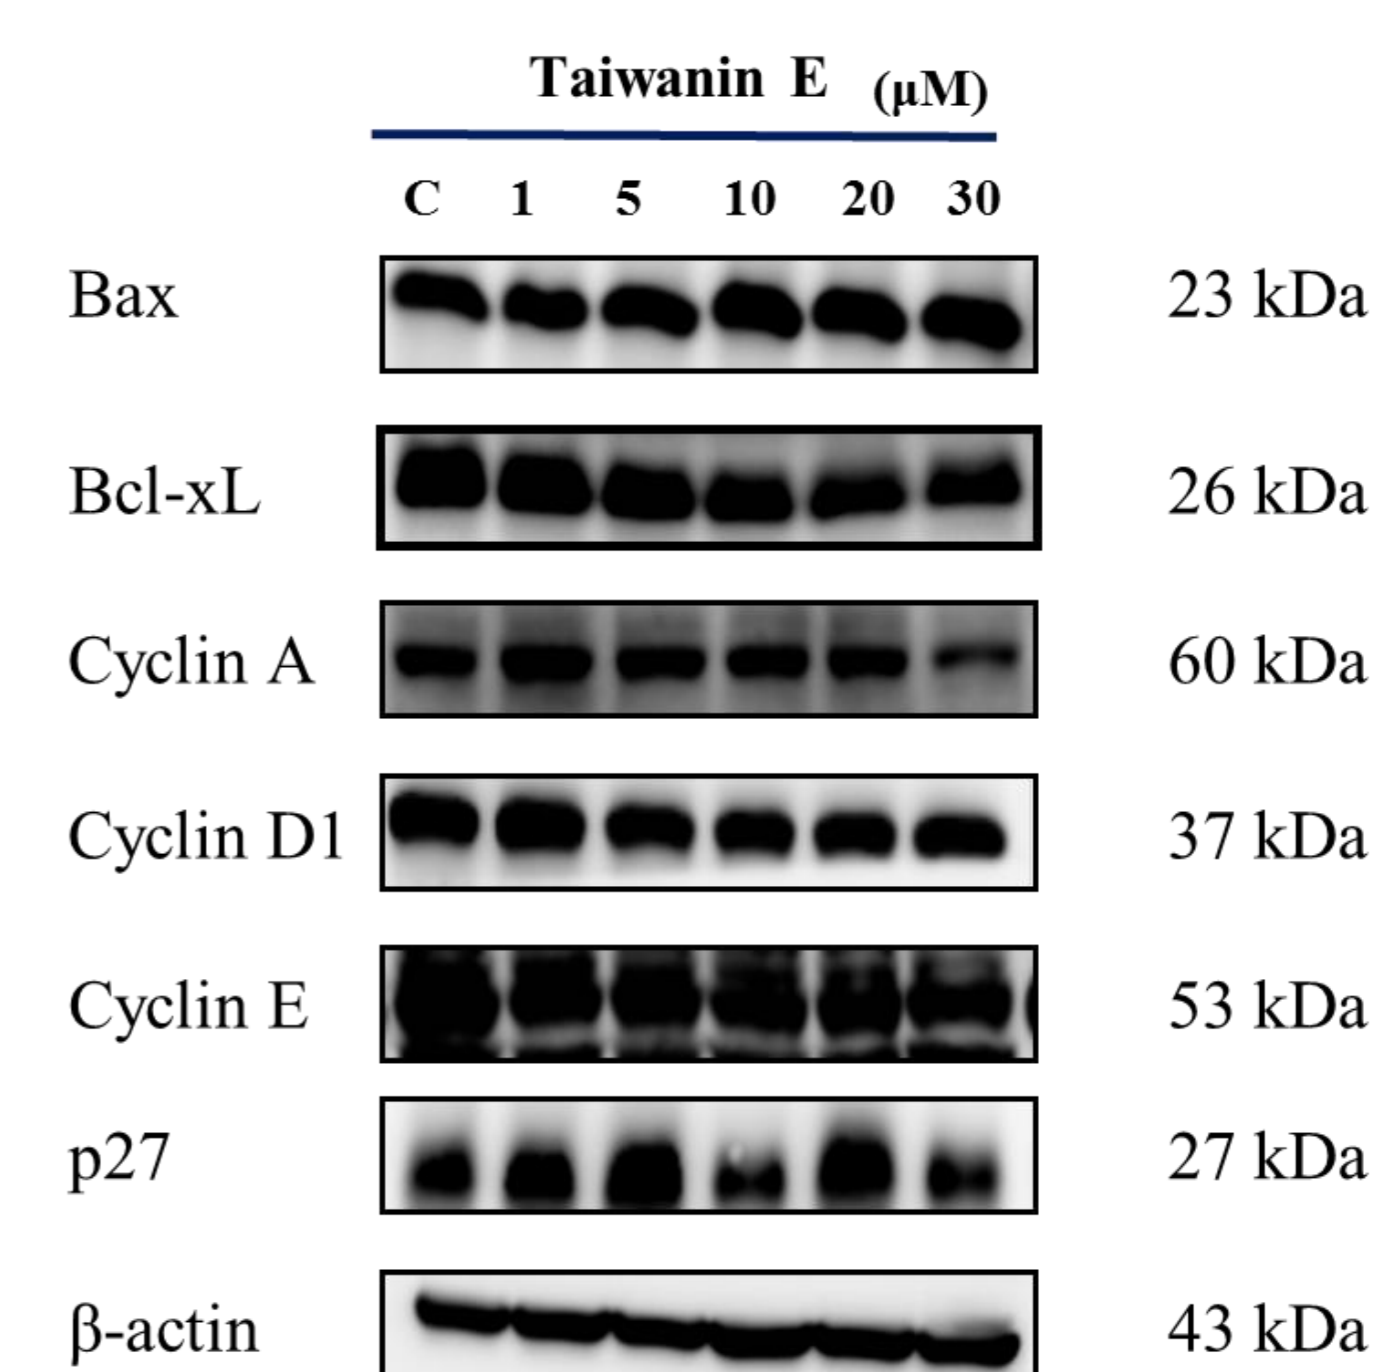 Taiwanin E (μM)
C 1 5 10 20 30
Bax 23 kDa
Bcl-xL 26 kDa
Cyclin A 60 kDa
Cyclin D1 37 kDa
Cyclin E 53 kDa
p27 27 kDa
β-actin 43 kDa